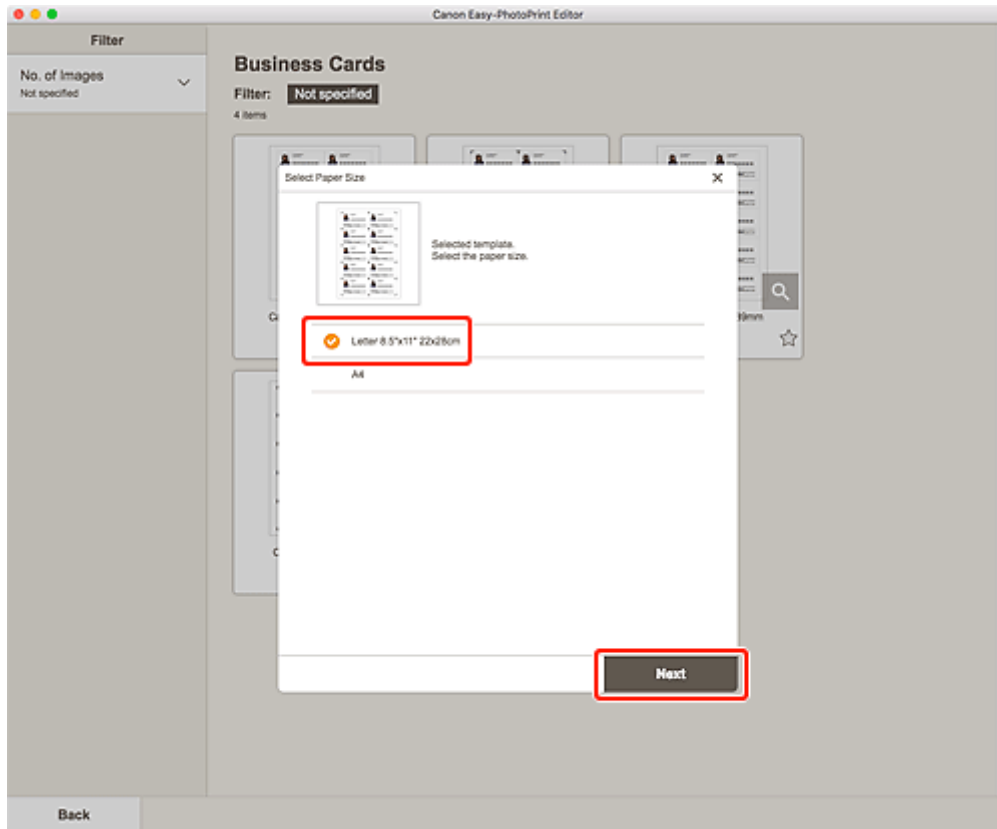 Canon Easy-PhotoPrint Editor
Filter
No. of Images
Not specified
Business Cards
Filter: Not specified
4 items
Select Paper Size
Selected template.
Select the paper size.
Letter 8.5"x11" 22x28cm
A4
Next
Back